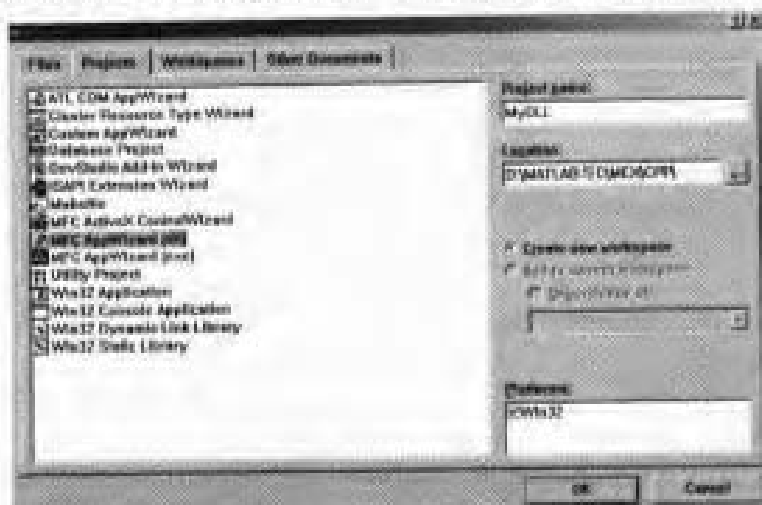 Files Projects Workspaces Other Documents
ATL COM AppWizard
Cluster Resource Type Wizard
Custom AppWizard
Database Project
DevStudio Add-in Wizard
ISAPI Extension Wizard
Makefile
MFC ActiveX ControlWizard
MFC AppWizard (dll)
MFC AppWizard (exe)
Utility Project
Win32 Application
Win32 Console Application
Win32 Dynamic Link Library
Win32 Static Library
Project name:
MyDLL
Location:
Create new workspace
Platforms:
Win32
OK Cancel